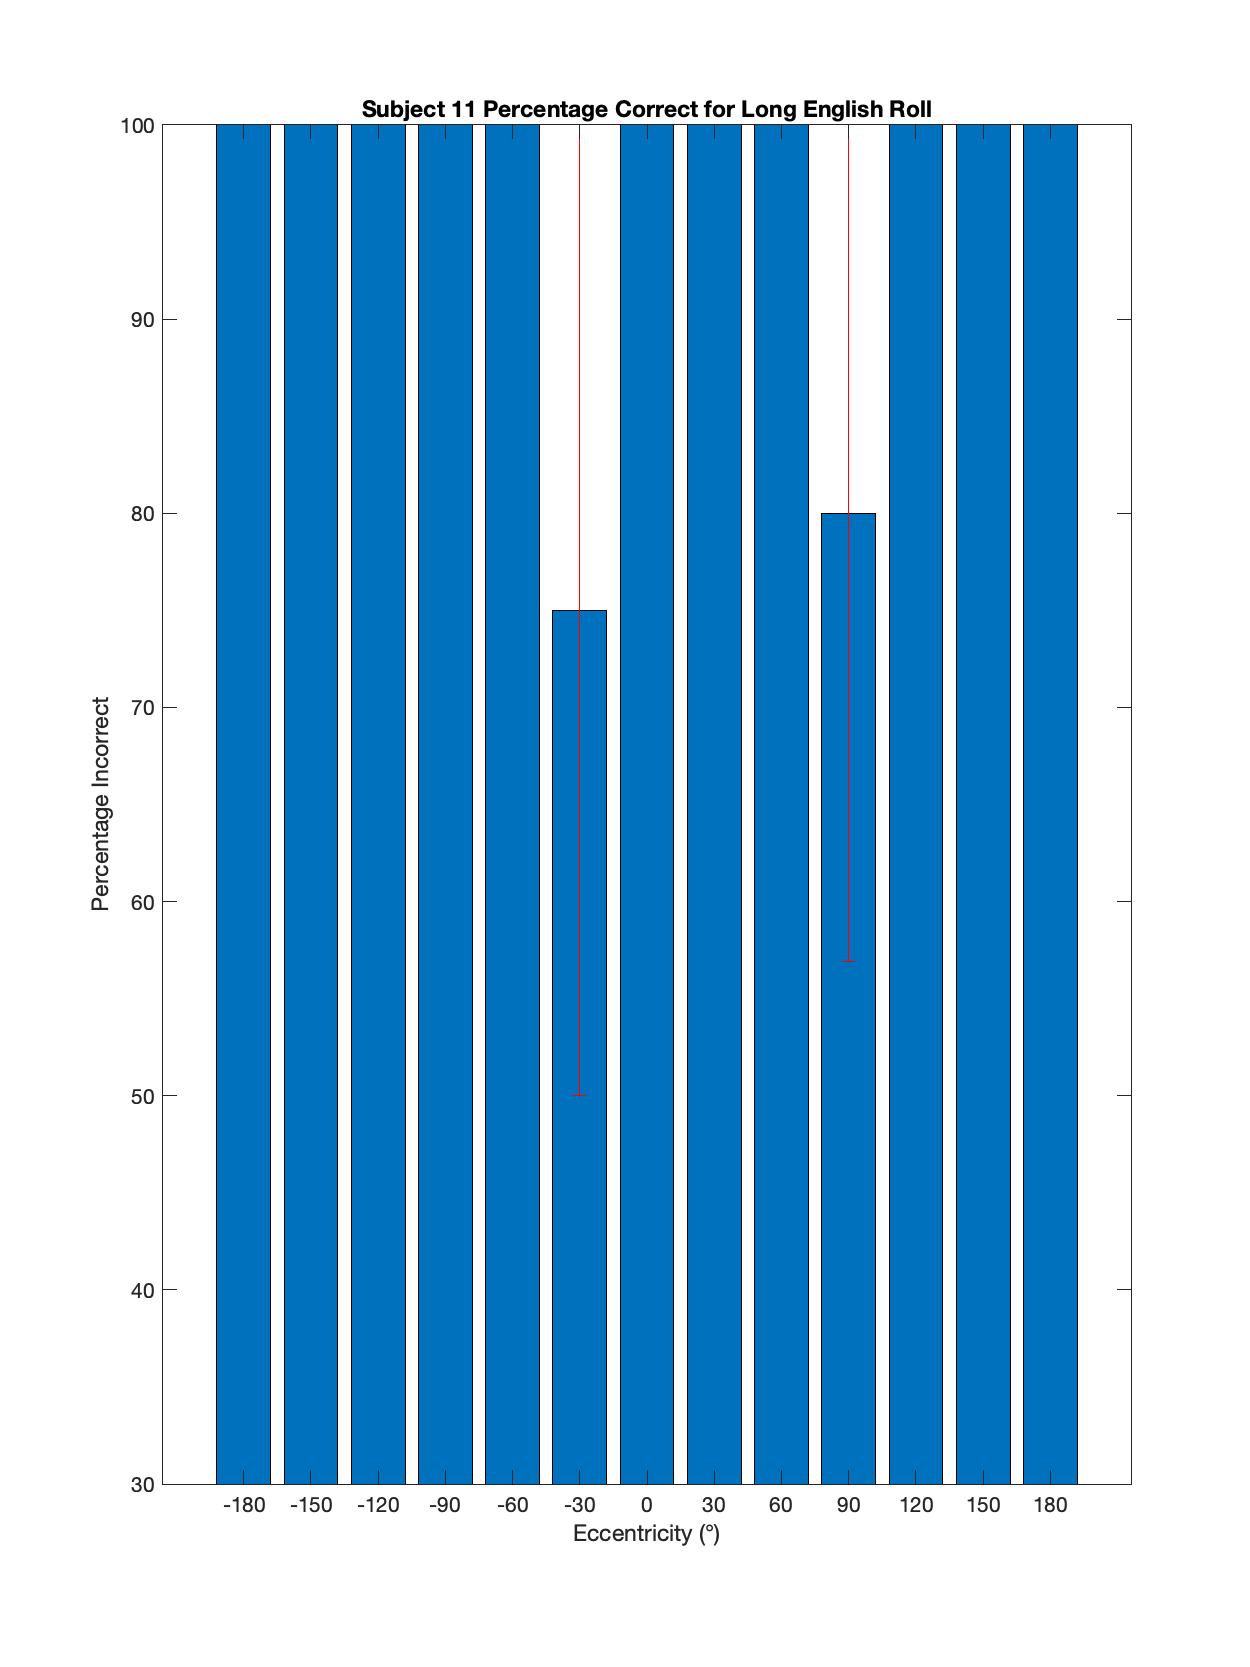 Subject 11 Percentage Correct for Long English Roll
100
90
80
70
60
50
40
30
Percentage Incorrect
-180 -150 -120 -90 -60 -30 0 30 60 90 120 150 180
Eccentricity (°)